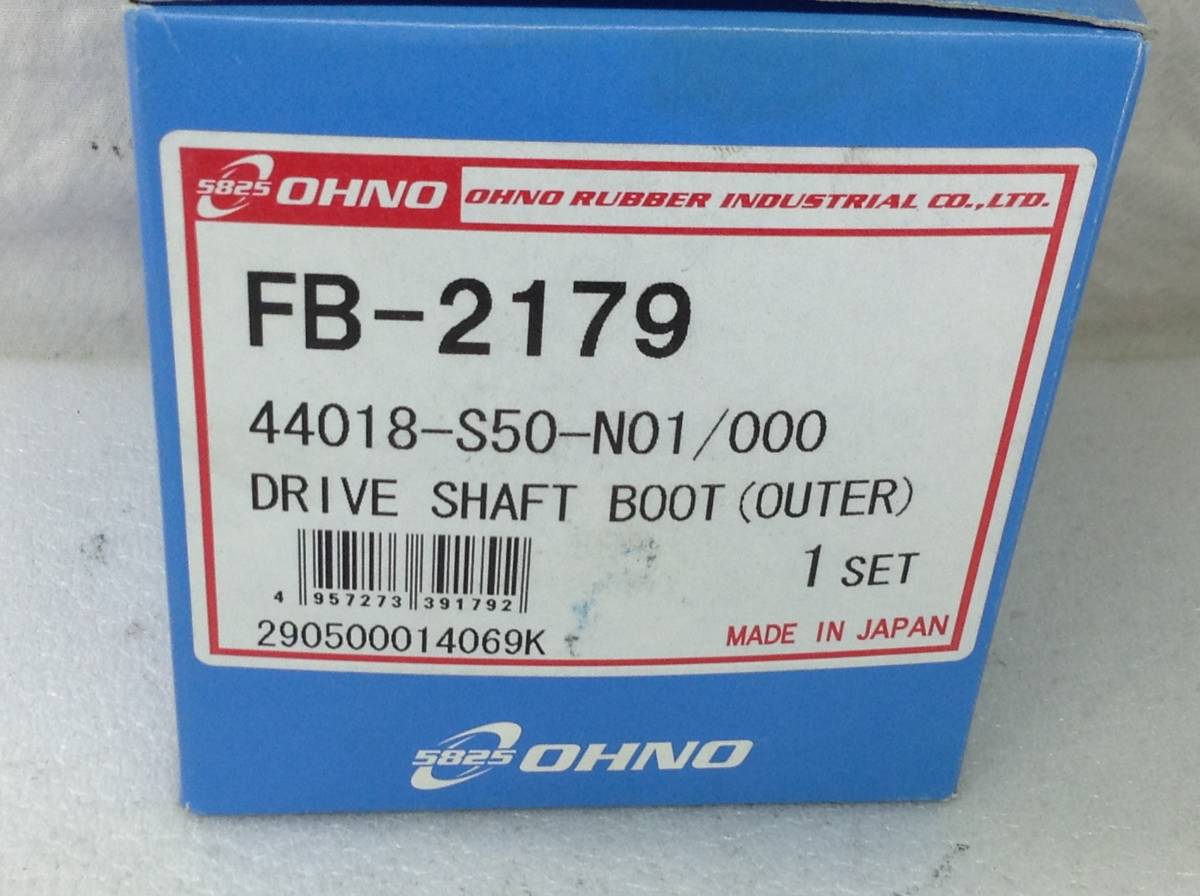 5825 OHNO OHNO RUBBER INDUSTRIAL CO.,LTD.
FB-2179
44018-S50-N01/000
DRIVE SHAFT BOOT(OUTER)
1 SET
4 957273 391792
290500014069K
MADE IN JAPAN
5825 OHNO